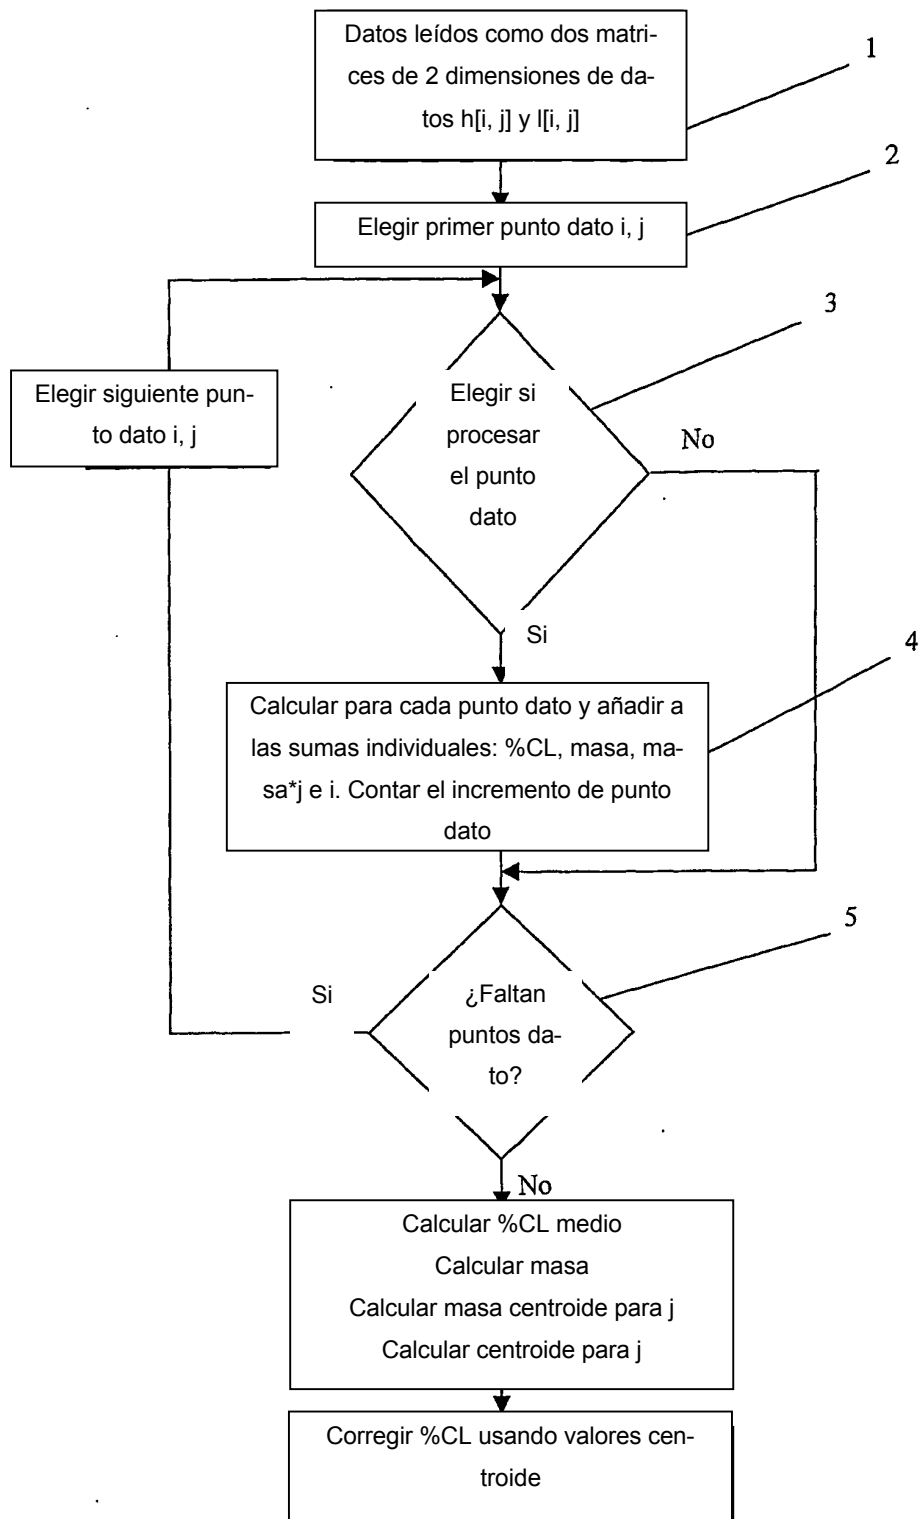 Datos leídos como dos matri-
ces de 2 dimensiones de da-
tos h[i, j] y l[i, j]
1
2
Elegir primer punto dato i, j
3
Elegir siguiente pun-
to dato i, j
Elegir si
procesar
el punto
dato
No
Si
4
Calcular para cada punto dato y añadir a
las sumas individuales: %CL, masa, ma-
sa*j e i. Contar el incremento de punto
dato
5
Si
¿Faltan
puntos da-
to?
No
Calcular %CL medio
Calcular masa
Calcular masa centroide para j
Calcular centroide para j
Corregir %CL usando valores cen-
troide